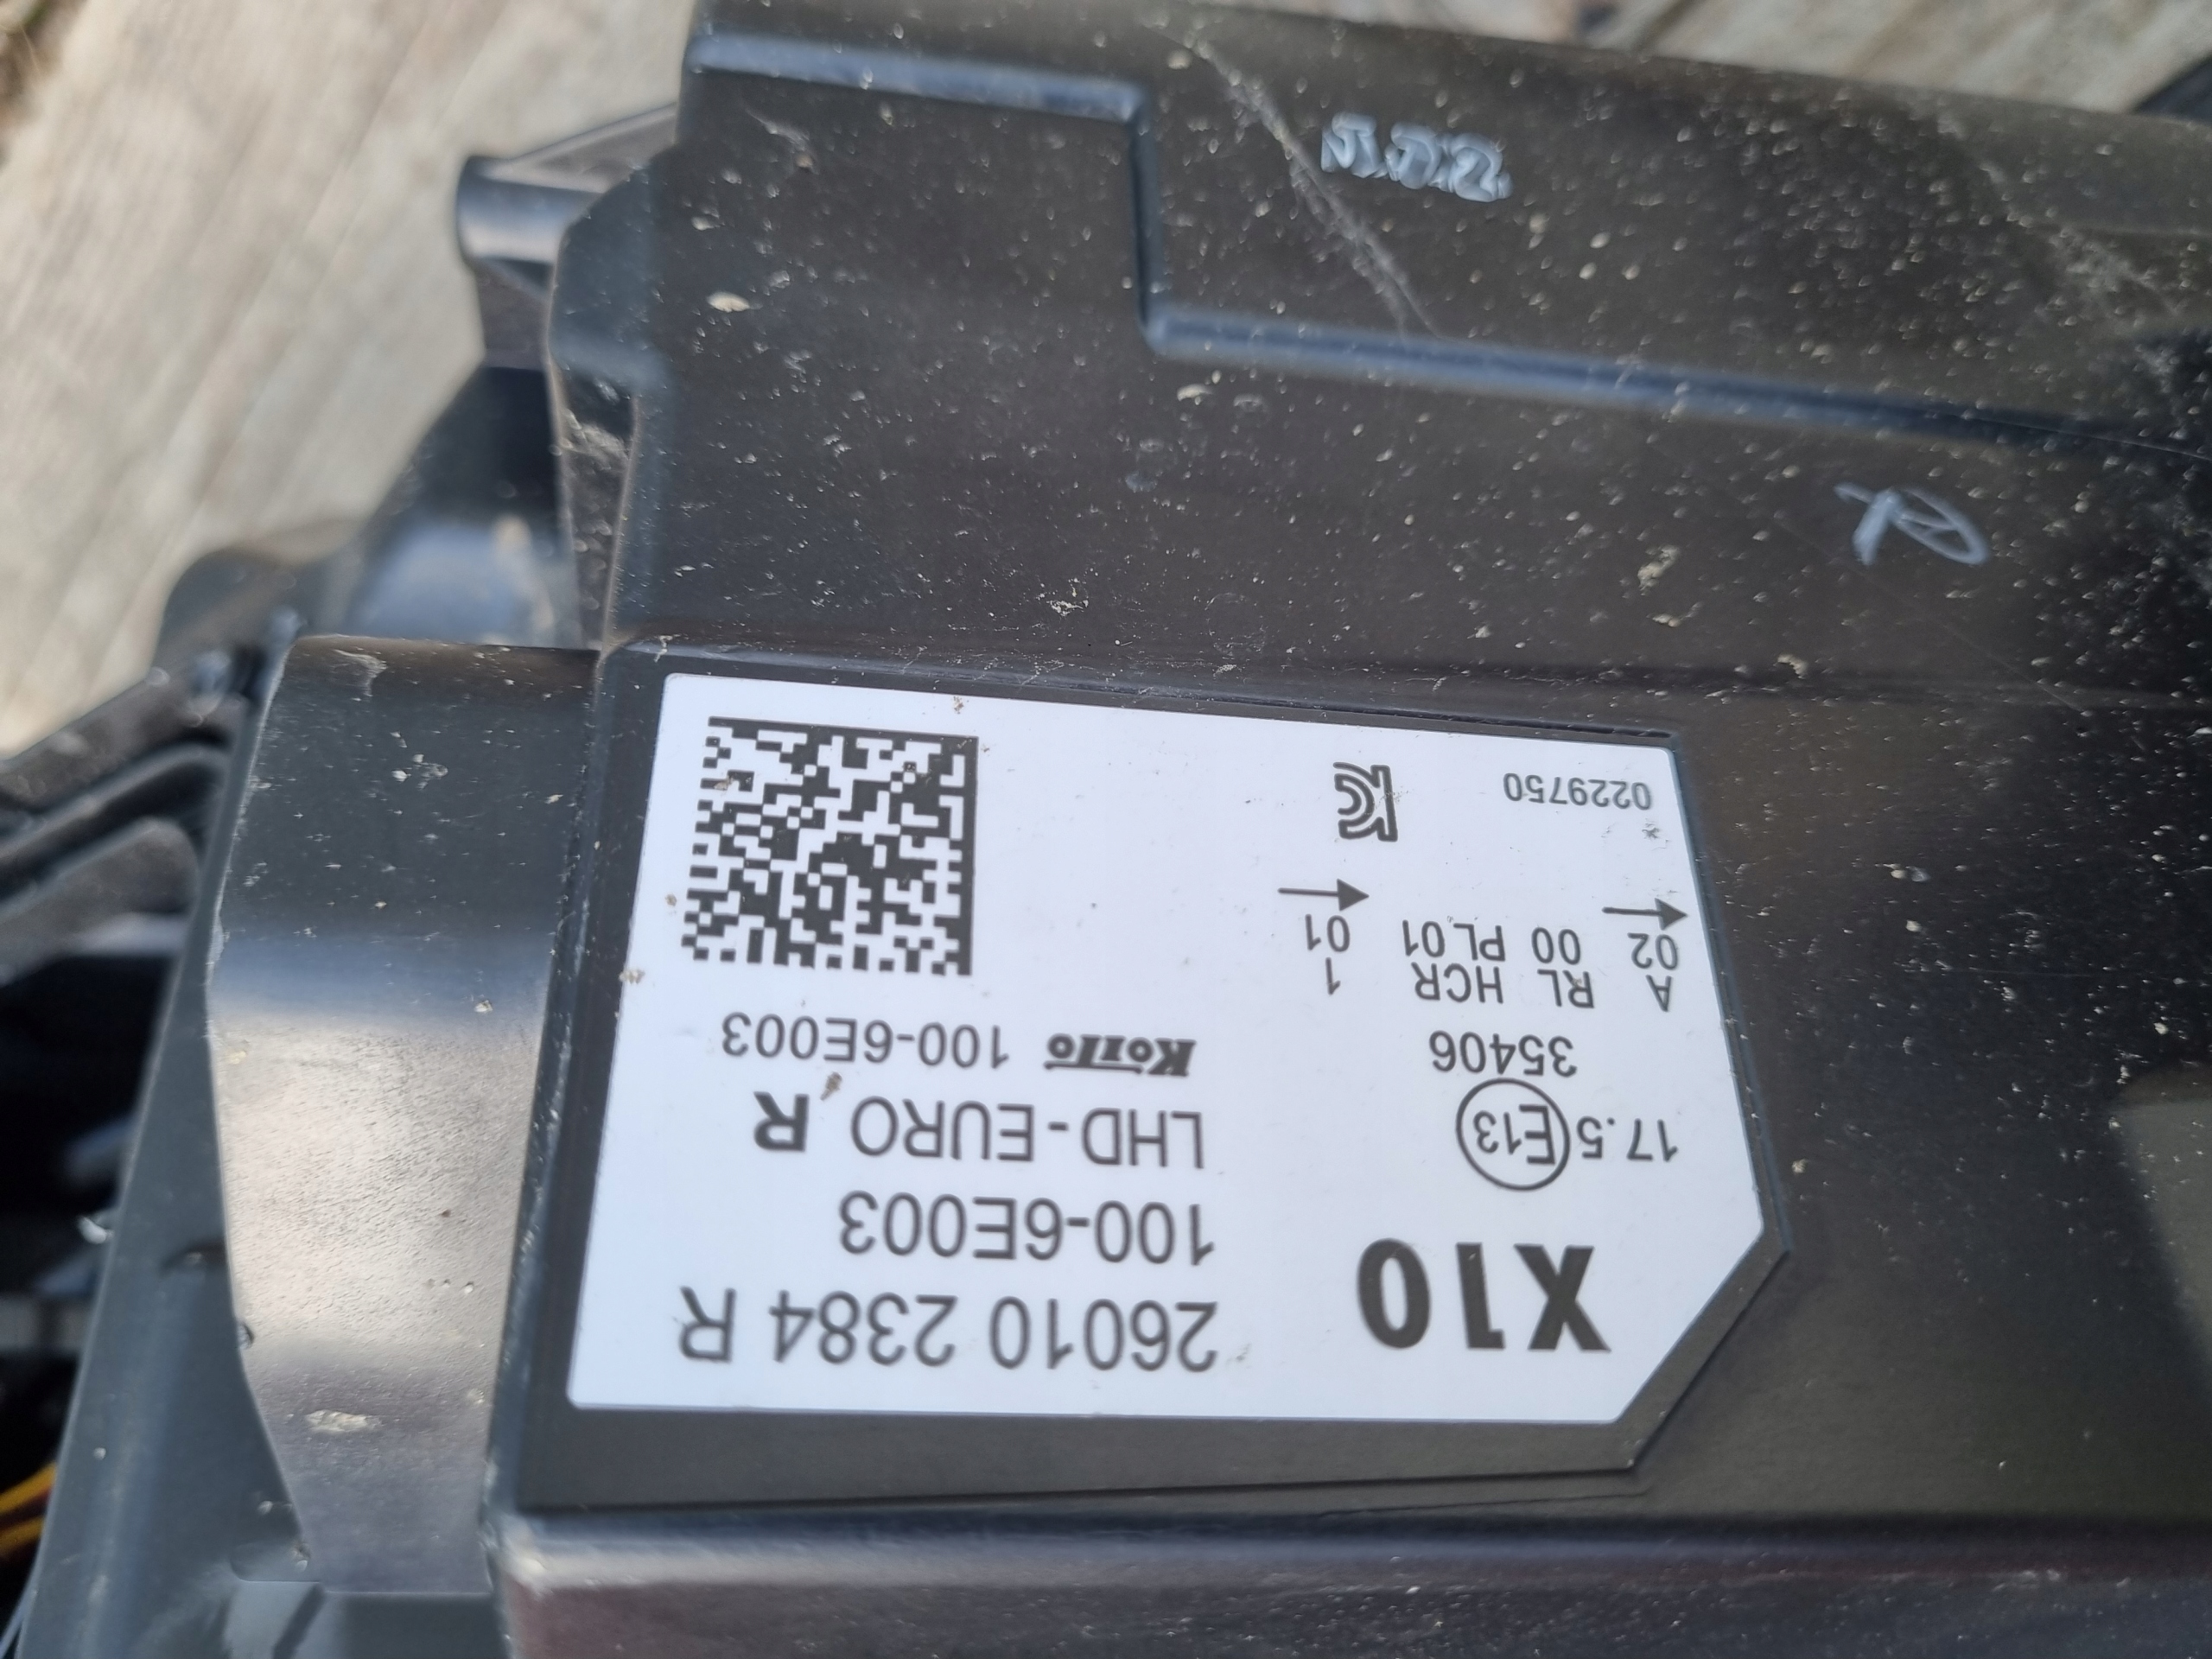 X10
26010 2384 R
100-6E003
LHD-EURO R
Koito 100-6E003
17.5 E13
35406
A RL HCR 1
02 00 PL01 01
0229750
R